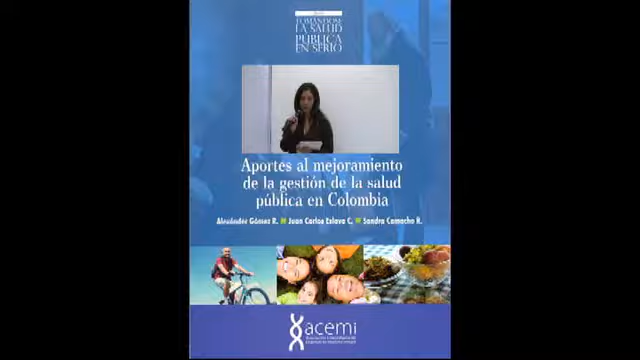 TOMÁNDOSE
LA SALUD
PÚBLICA
EN SERIO
Aportes al mejoramiento
de la gestión de la salud
pública en Colombia
Alexánder Gómez R. Juan Carlos Eslava C. Sandra Camacho R.
acemi